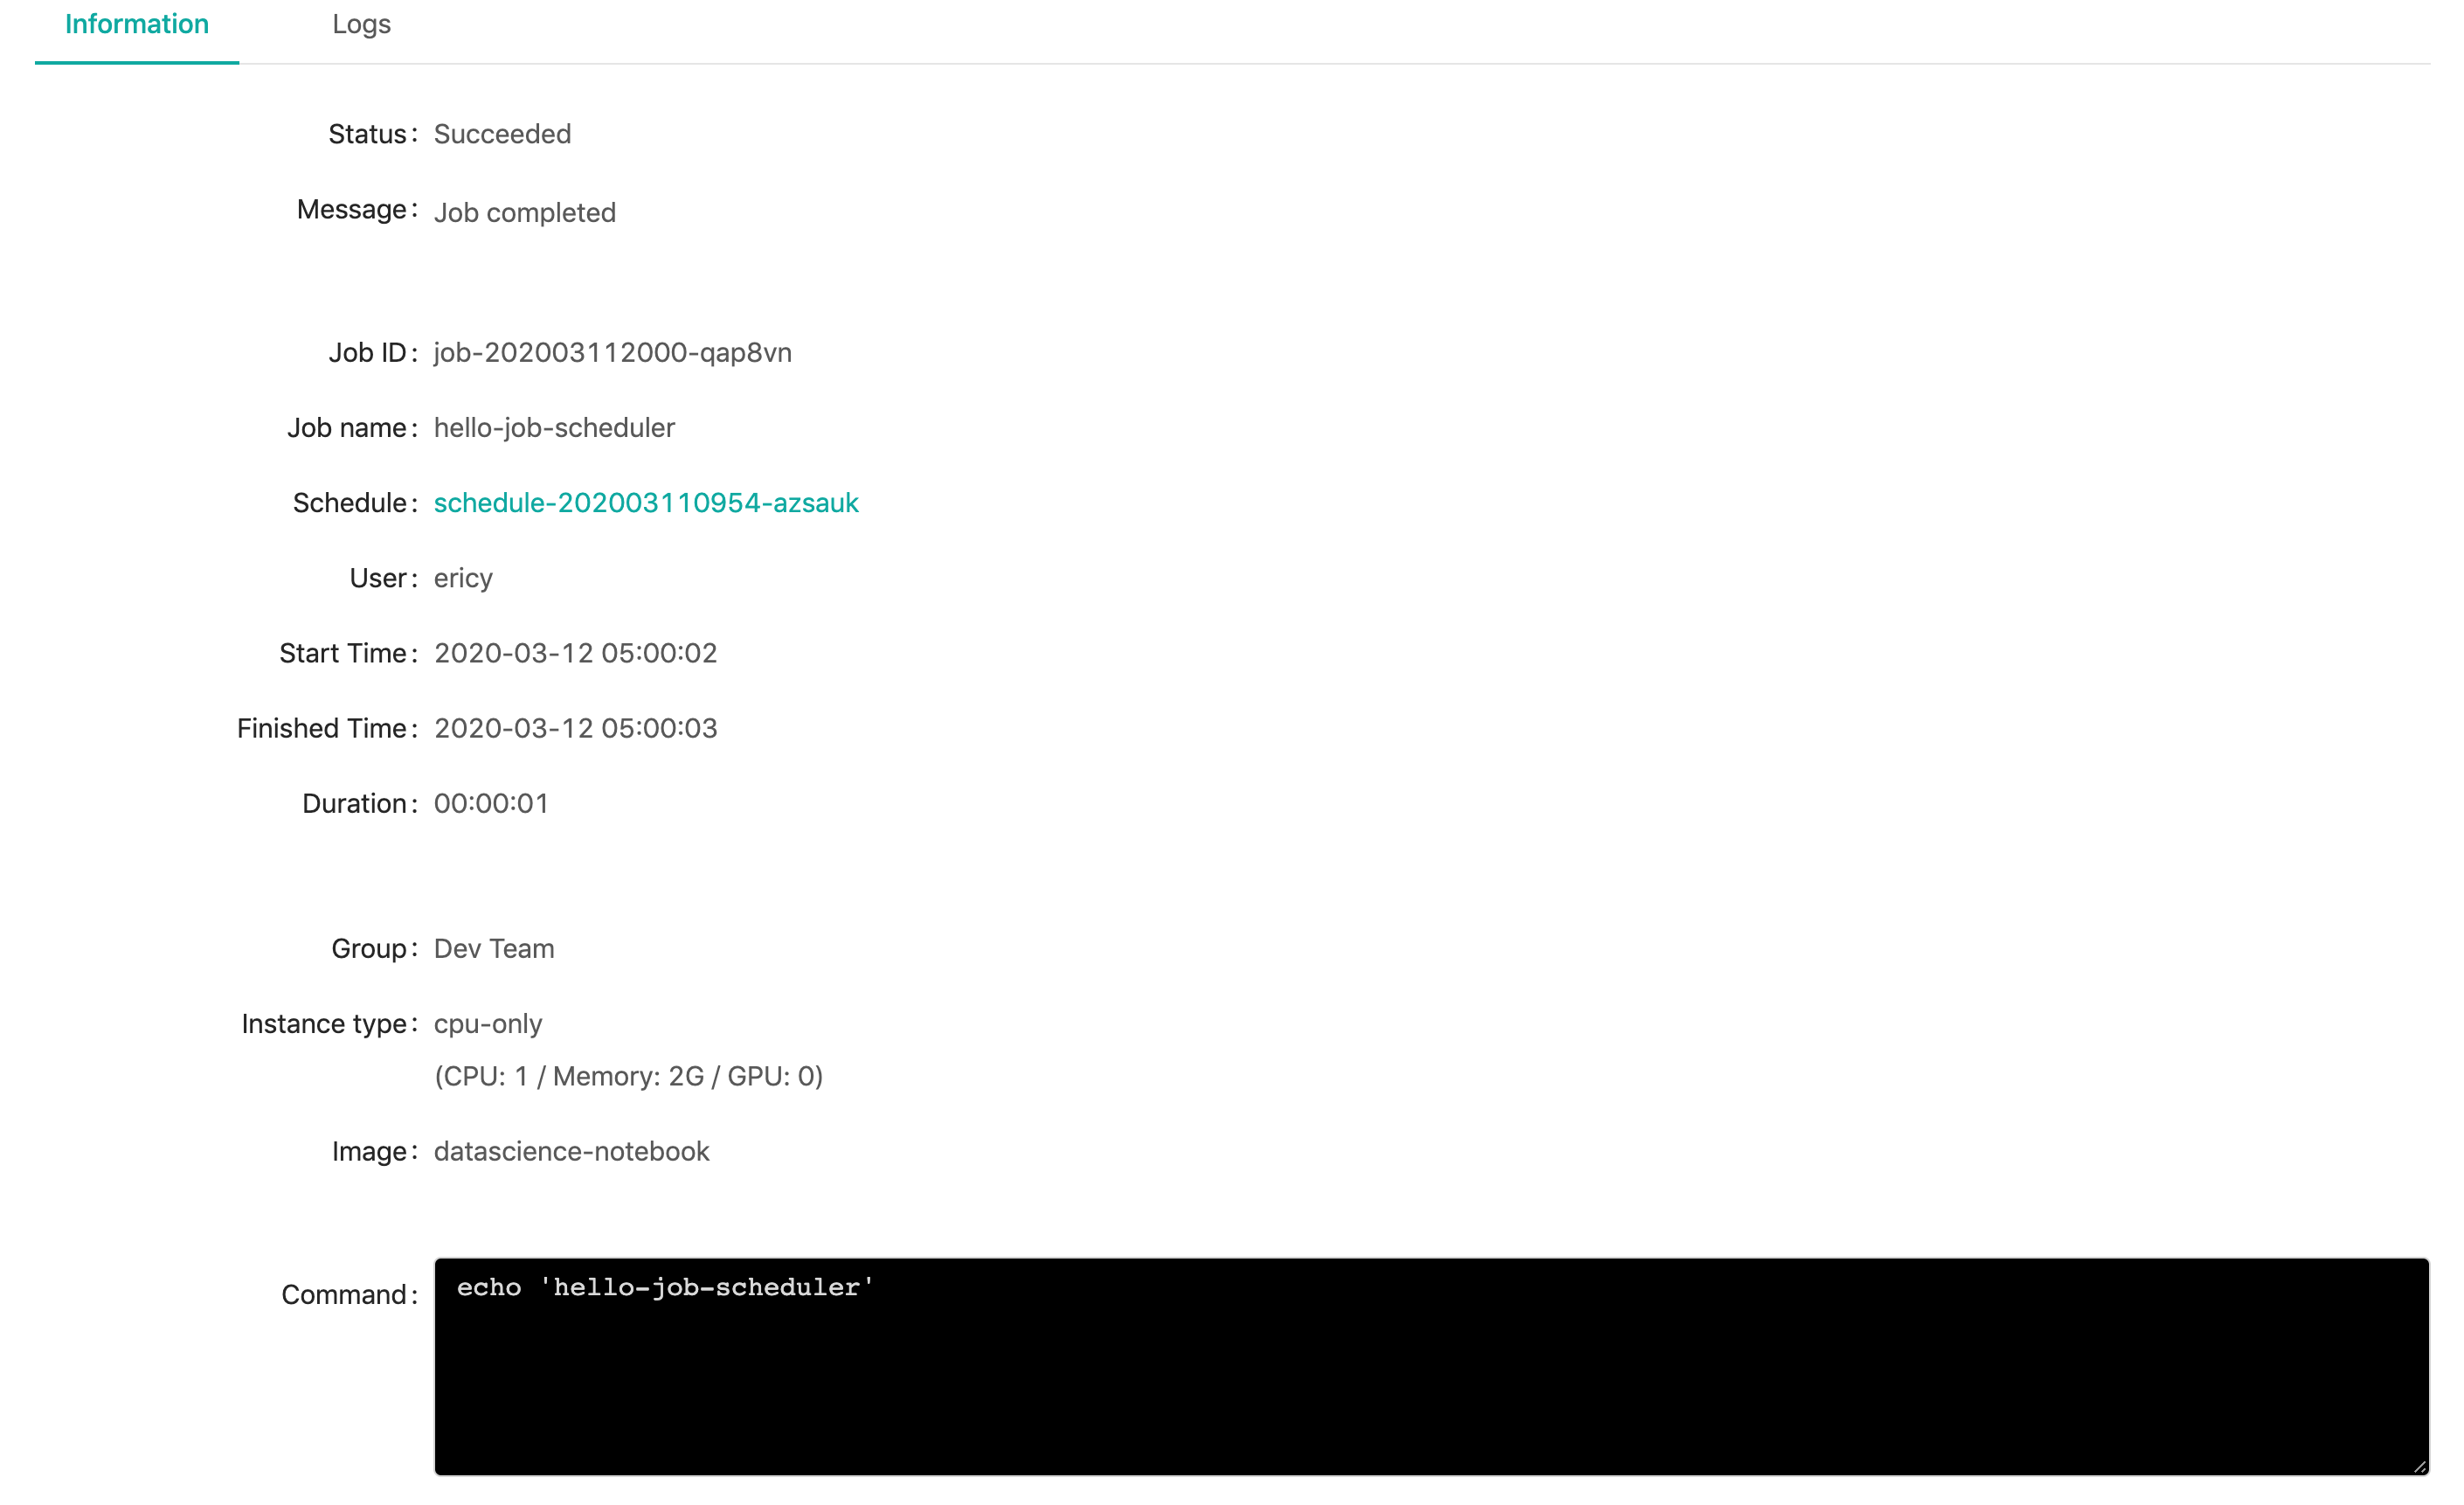 Information Logs
Status: Succeeded
Message: Job completed
Job ID: job-202003112000-qap8vn
Job name: hello-job-scheduler
Schedule: schedule-202003110954-azsauk
User: ericy
Start Time: 2020-03-12 05:00:02
Finished Time: 2020-03-12 05:00:03
Duration: 00:00:01
Group: Dev Team
Instance type: cpu-only
(CPU: 1 / Memory: 2G / GPU: 0)
Image: datascience-notebook
Command: echo 'hello-job-scheduler'